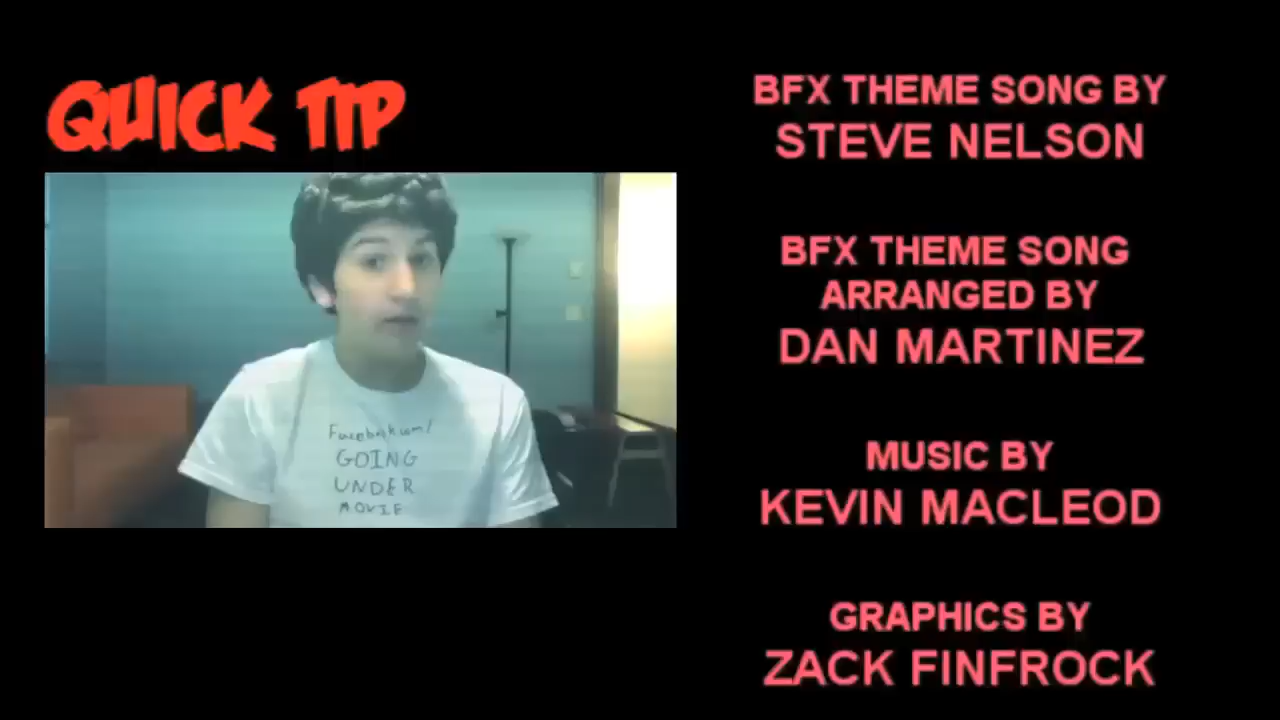 QUICK TIP
Facebook.com/
GOING
UNDER
MOVIE
BFX THEME SONG BY
STEVE NELSON
BFX THEME SONG
ARRANGED BY
DAN MARTINEZ
MUSIC BY
KEVIN MACLEOD
GRAPHICS BY
ZACK FINFROCK